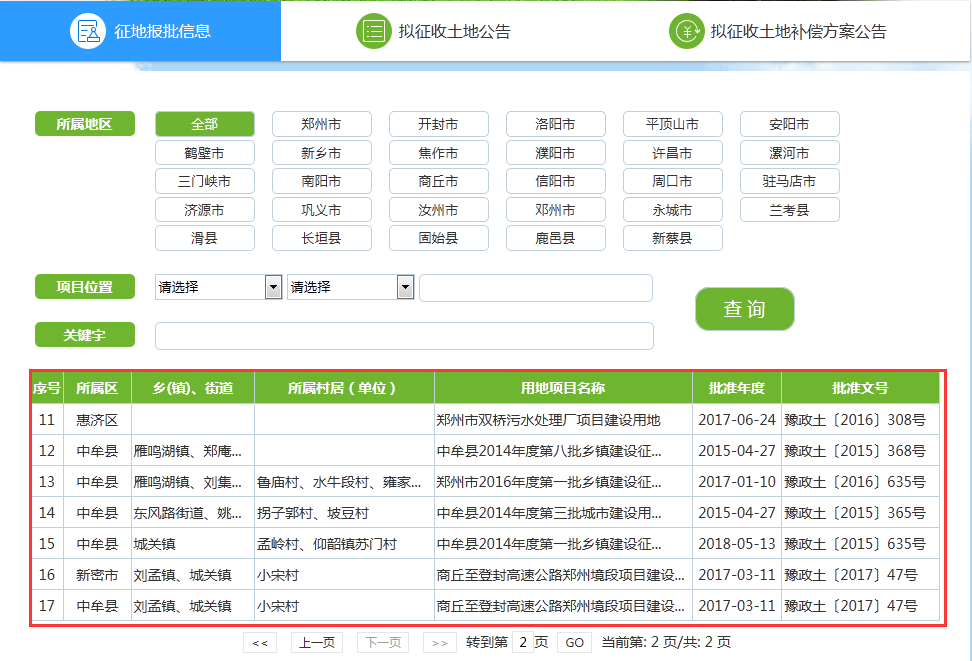 征地报批信息 拟征收土地公告 拟征收土地补偿方案公告
所属地区 全部 郑州市 开封市 洛阳市 平顶山市 安阳市
鹤壁市 新乡市 焦作市 濮阳市 许昌市 漯河市
三门峡市 南阳市 商丘市 信阳市 周口市 驻马店市
济源市 巩义市 汝州市 邓州市 永城市 兰考县
滑县 长垣县 固始县 鹿邑县 新蔡县
项目位置 请选择 请选择
查询
关键字
序号 所属区 乡(镇)、街道 所属村居（单位） 用地项目名称 批准年度 批准文号
11 惠济区 郑州市双桥污水处理厂项目建设用地 2017-06-24 豫政土〔2016〕308号
12 中牟县 雁鸣湖镇、郑庵... 中牟县2014年度第八批乡镇建设征... 2015-04-27 豫政土〔2015〕368号
13 中牟县 雁鸣湖镇、刘集... 鲁庙村、水牛段村、雍家... 郑州市2016年度第一批乡镇建设征... 2017-01-10 豫政土〔2016〕635号
14 中牟县 东风路街道、姚... 拐子郭村、坡豆村 中牟县2014年度第三批城市建设用... 2015-04-27 豫政土〔2015〕365号
15 中牟县 城关镇 孟岭村、仰韶镇苏门村 中牟县2014年度第一批乡镇建设征... 2018-05-13 豫政土〔2015〕635号
16 新密市 刘孟镇、城关镇 小宋村 商丘至登封高速公路郑州境段项目建设... 2017-03-11 豫政土〔2017〕47号
17 中牟县 刘孟镇、城关镇 小宋村 商丘至登封高速公路郑州境段项目建设... 2017-03-11 豫政土〔2017〕47号
<< 上一页 下一页 >> 转到第 2 页 GO 当前第: 2 页/共: 2 页